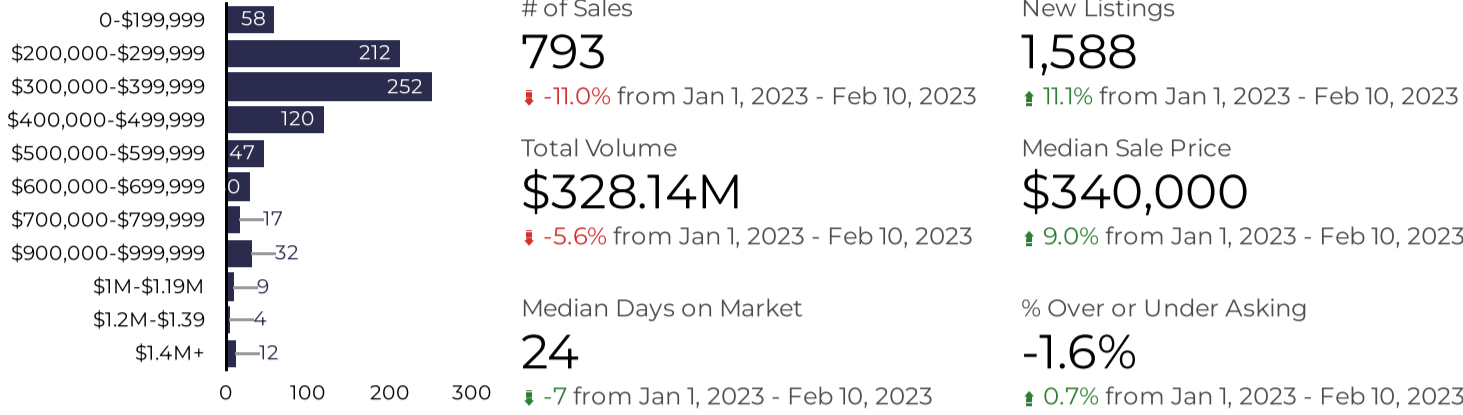 0-$199,999 58
$200,000-$299,999 212
$300,000-$399,999 252
$400,000-$499,999 120
$500,000-$599,999 47
$600,000-$699,999 0
$700,000-$799,999 17
$900,000-$999,999 32
$1M-$1.19M 9
$1.2M-$1.39 4
$1.4M+ 12
0 100 200 300
# of Sales
793
-11.0% from Jan 1, 2023 - Feb 10, 2023
New Listings
1,588
11.1% from Jan 1, 2023 - Feb 10, 2023
Total Volume
$328.14M
-5.6% from Jan 1, 2023 - Feb 10, 2023
Median Sale Price
$340,000
9.0% from Jan 1, 2023 - Feb 10, 2023
Median Days on Market
24
-7 from Jan 1, 2023 - Feb 10, 2023
% Over or Under Asking
-1.6%
0.7% from Jan 1, 2023 - Feb 10, 2023